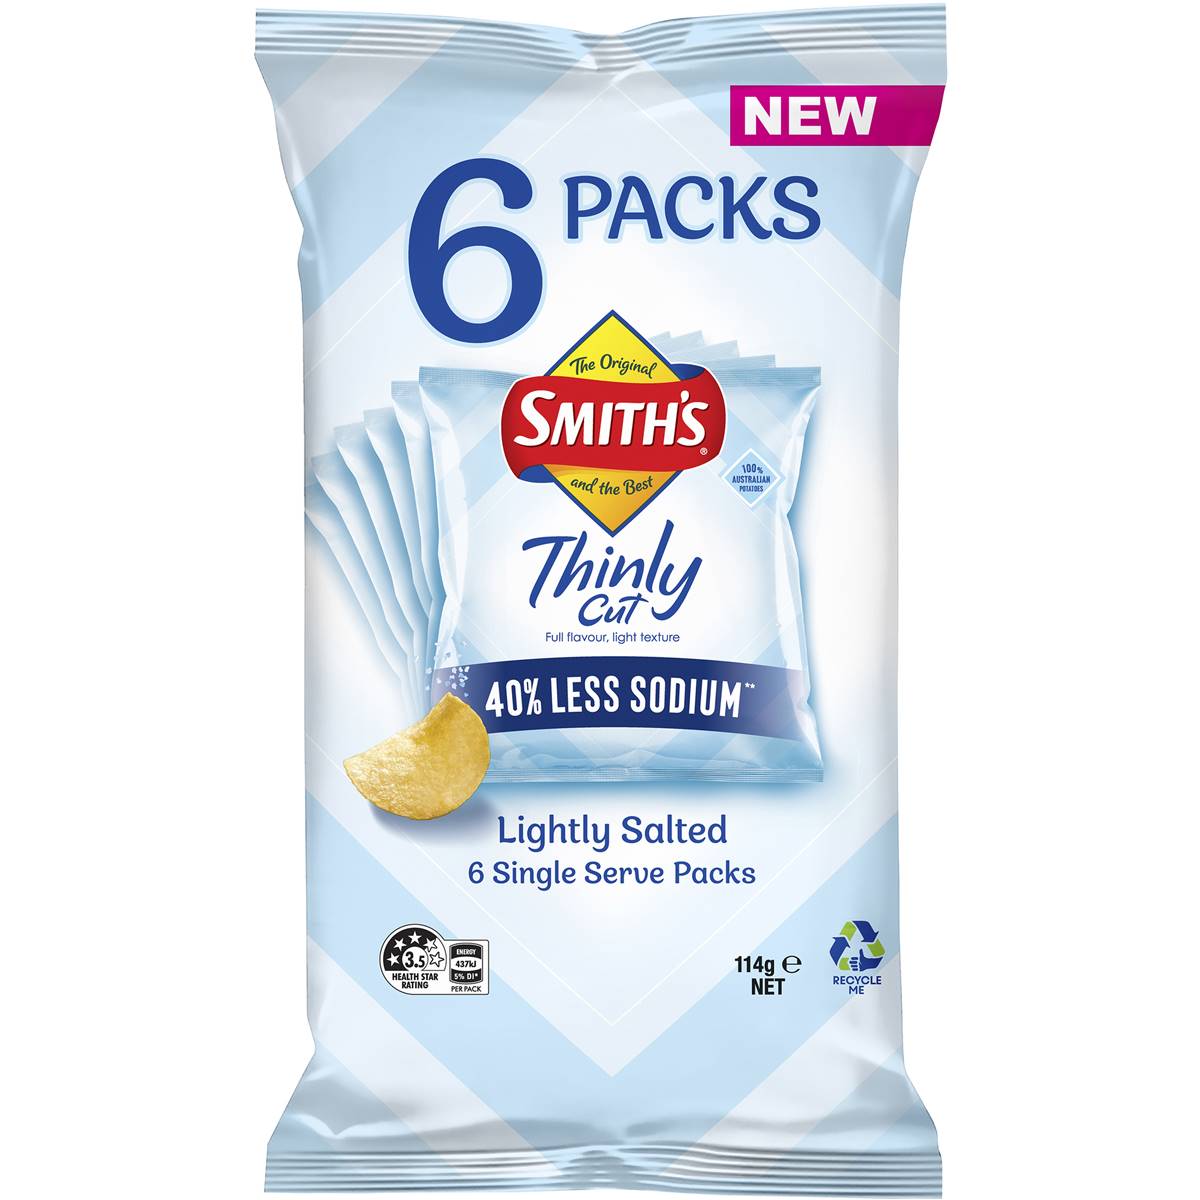 NEW
6 PACKS
The Original
SMITH'S®
and the Best
100%
AUSTRALIAN
POTATOES
Thinly
Cut
Full flavour, light texture
40% LESS SODIUM**
Lightly Salted
6 Single Serve Packs
3.5
HEALTH STAR
RATING
ENERGY
437kJ
5% DI*
PER PACK
114g ℮
NET
RECYCLE
ME